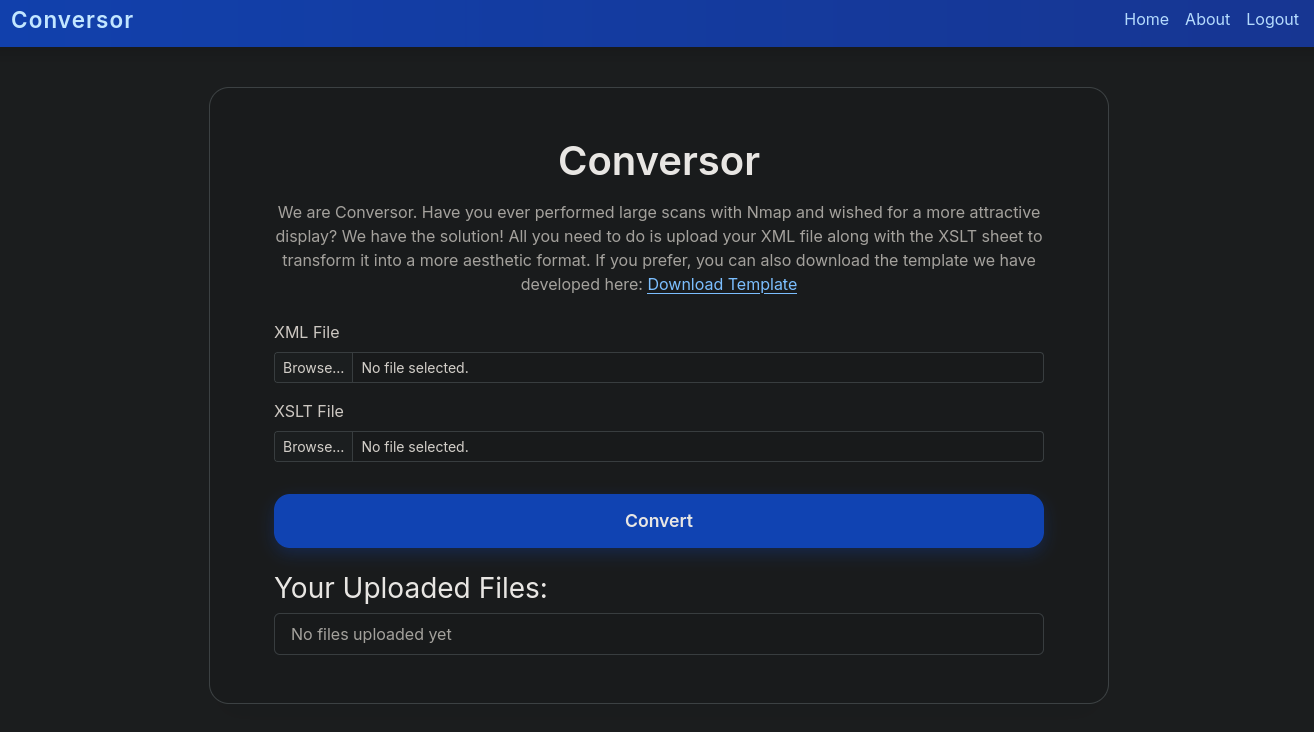 Conversor
Home About Logout
Conversor
We are Conversor. Have you ever performed large scans with Nmap and wished for a more attractive
display? We have the solution! All you need to do is upload your XML file along with the XSLT sheet to
transform it into a more aesthetic format. If you prefer, you can also download the template we have
developed here: Download Template
XML File
Browse... No file selected.
XSLT File
Browse... No file selected.
Convert
Your Uploaded Files:
No files uploaded yet